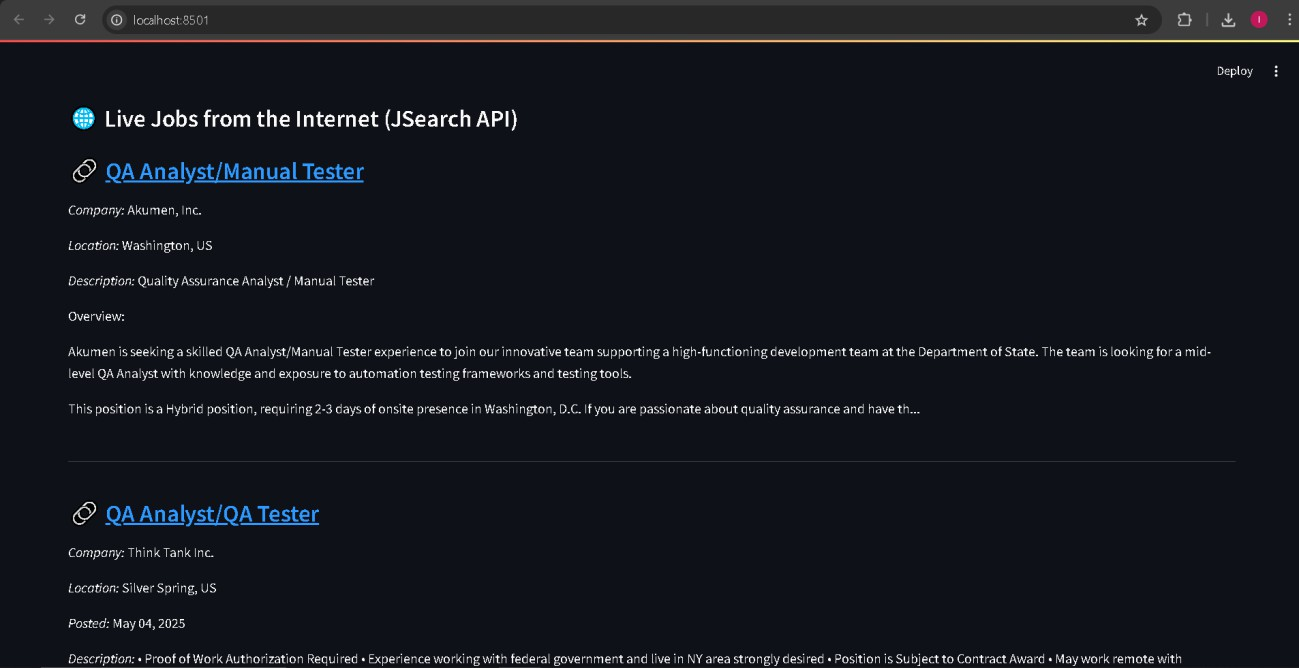 localhost:8501
I
Deploy
Live Jobs from the Internet (JSearch API)
QA Analyst/Manual Tester
Company: Akumen, Inc.
Location: Washington, US
Description: Quality Assurance Analyst / Manual Tester
Overview:
Akumen is seeking a skilled QA Analyst/Manual Tester experience to join our innovative team supporting a high-functioning development team at the Department of State. The team is looking for a mid-
level QA Analyst with knowledge and exposure to automation testing frameworks and testing tools.
This position is a Hybrid position, requiring 2-3 days of onsite presence in Washington, D.C. If you are passionate about quality assurance and have th...
QA Analyst/QA Tester
Company: Think Tank Inc.
Location: Silver Spring, US
Posted: May 04, 2025
Description: • Proof of Work Authorization Required • Experience working with federal government and live in NY area strongly desired • Position is Subject to Contract Award • May work remote with